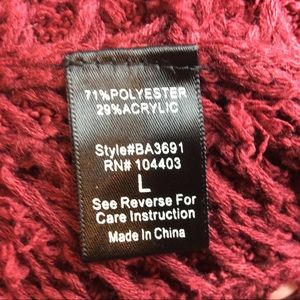 71%POLYESTER
29%ACRYLIC
Style#BA3691
RN# 104403
L
See Reverse For
Care Instruction
Made In China